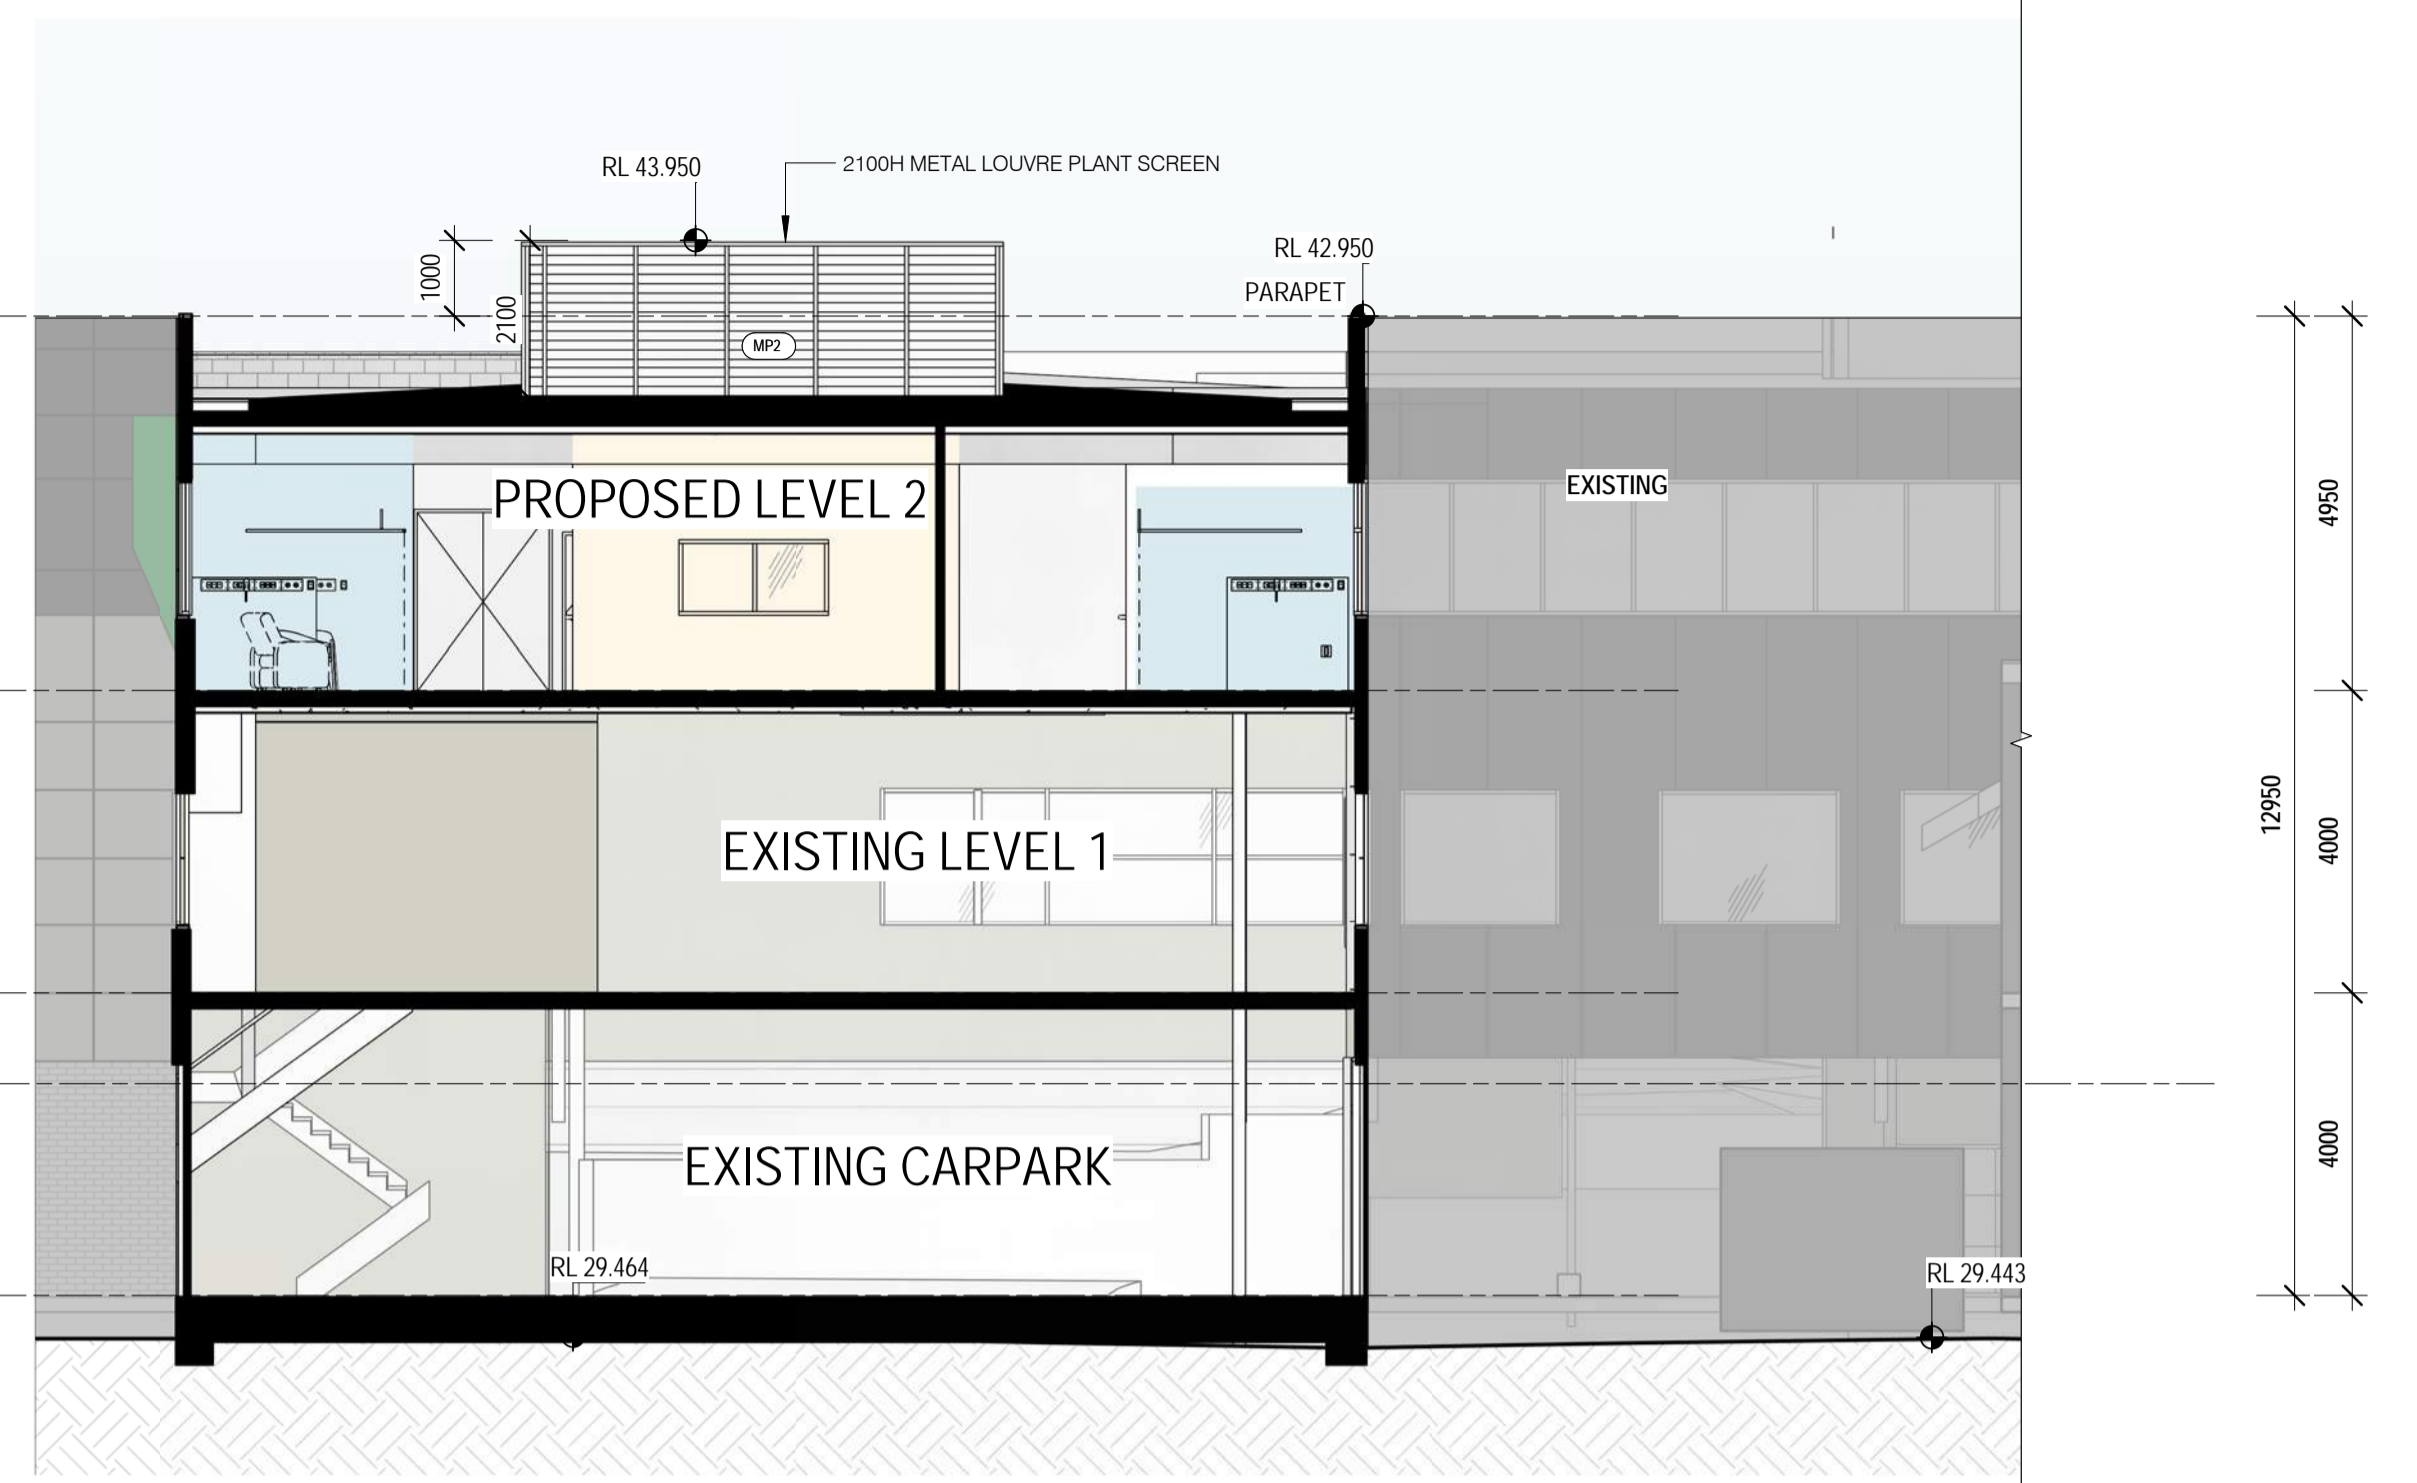 RL 43.950
2100H METAL LOUVRE PLANT SCREEN
RL 42.950
PARAPET
1000
2100
MP2
PROPOSED LEVEL 2
EXISTING
4950
EXISTING LEVEL 1
12950
4000
EXISTING CARPARK
4000
RL 29.464
RL 29.443